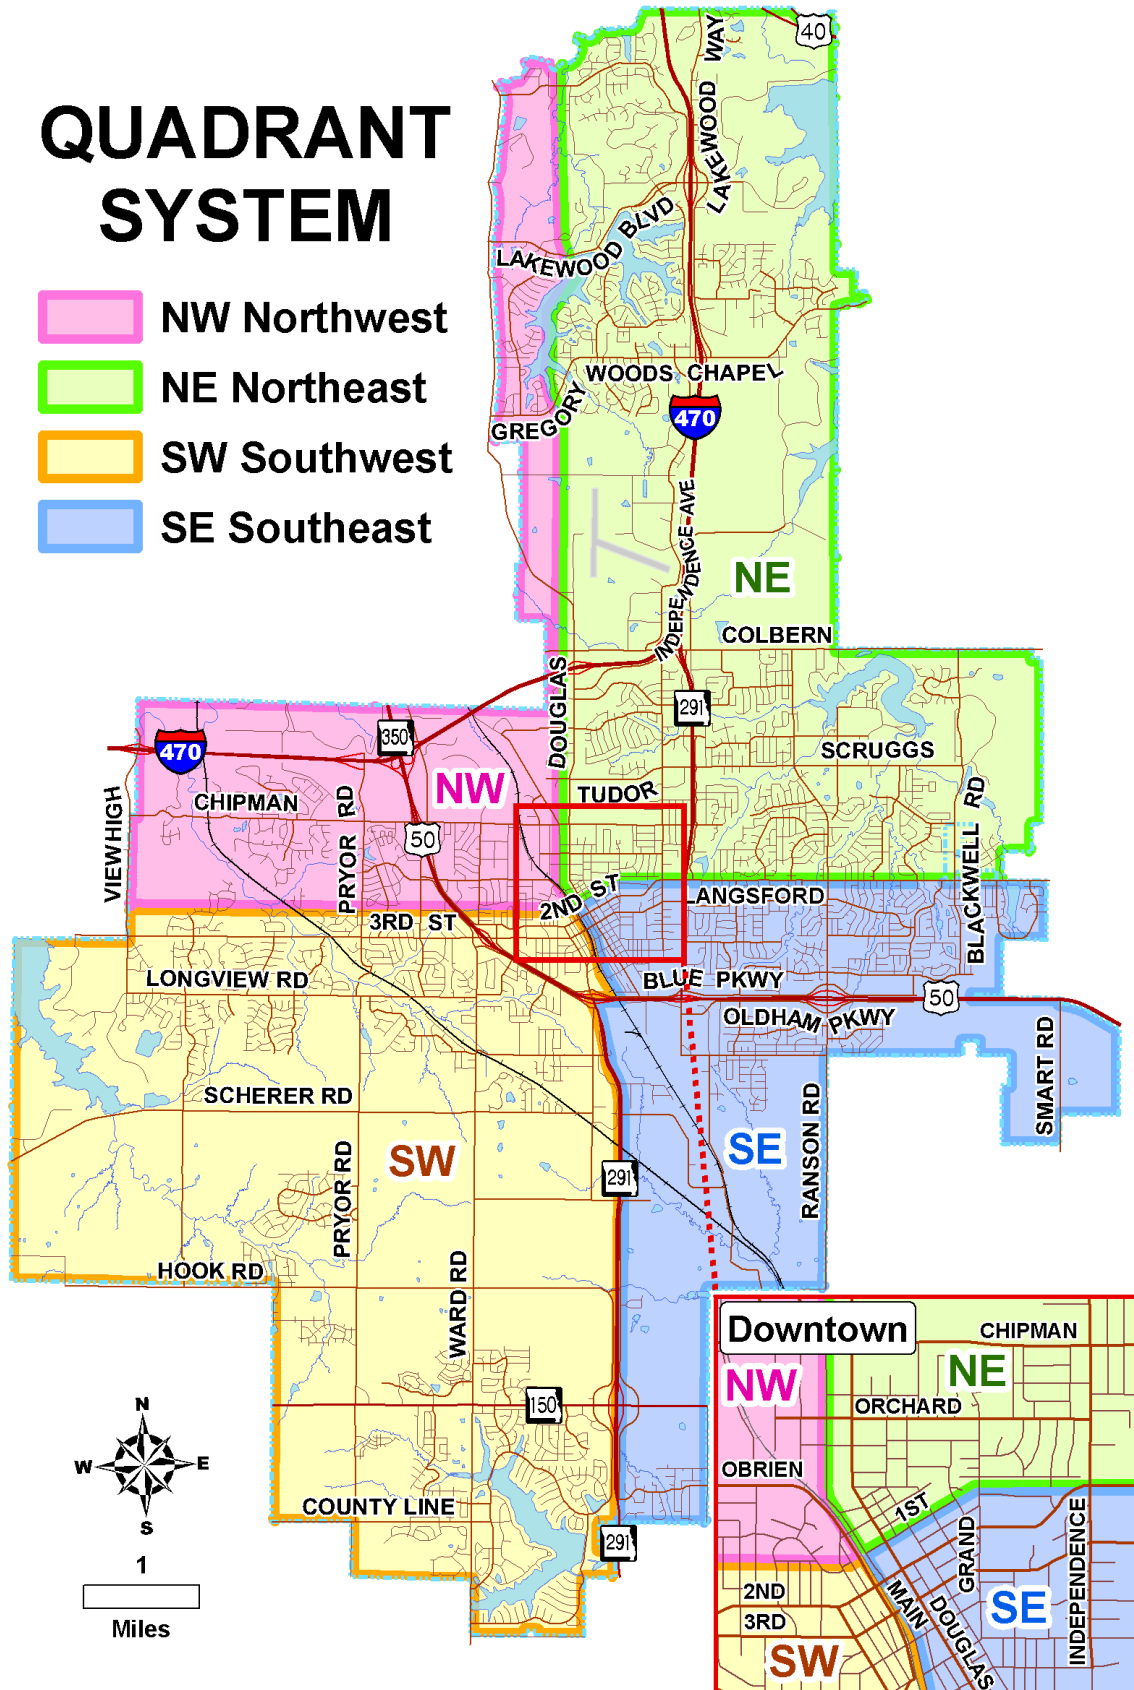 QUADRANT
SYSTEM
NW Northwest
NE Northeast
SW Southwest
SE Southeast
40
LAKEWOOD WAY
LAKEWOOD BLVD
WOODS CHAPEL
GREGORY
470
INDEPENDENCE AVE
NE
COLBERN
DOUGLAS
291
350
470
SCRUGGS
NW
TUDOR
CHIPMAN
PRYOR RD
VIEWHIGH
50
BLACKWELL RD
2ND ST
LANGSFORD
3RD ST
LONGVIEW RD
BLUE PKWY
50
OLDHAM PKWY
SMART RD
SCHERER RD
RANSON RD
SW
SE
PRYOR RD
291
HOOK RD
WARD RD
150
COUNTY LINE
291
N
W
E
S
1
Miles
Downtown
CHIPMAN
NW
NE
ORCHARD
OBRIEN
1ST
GRAND
INDEPENDENCE
2ND
MAIN
DOUGLAS
SE
3RD
SW